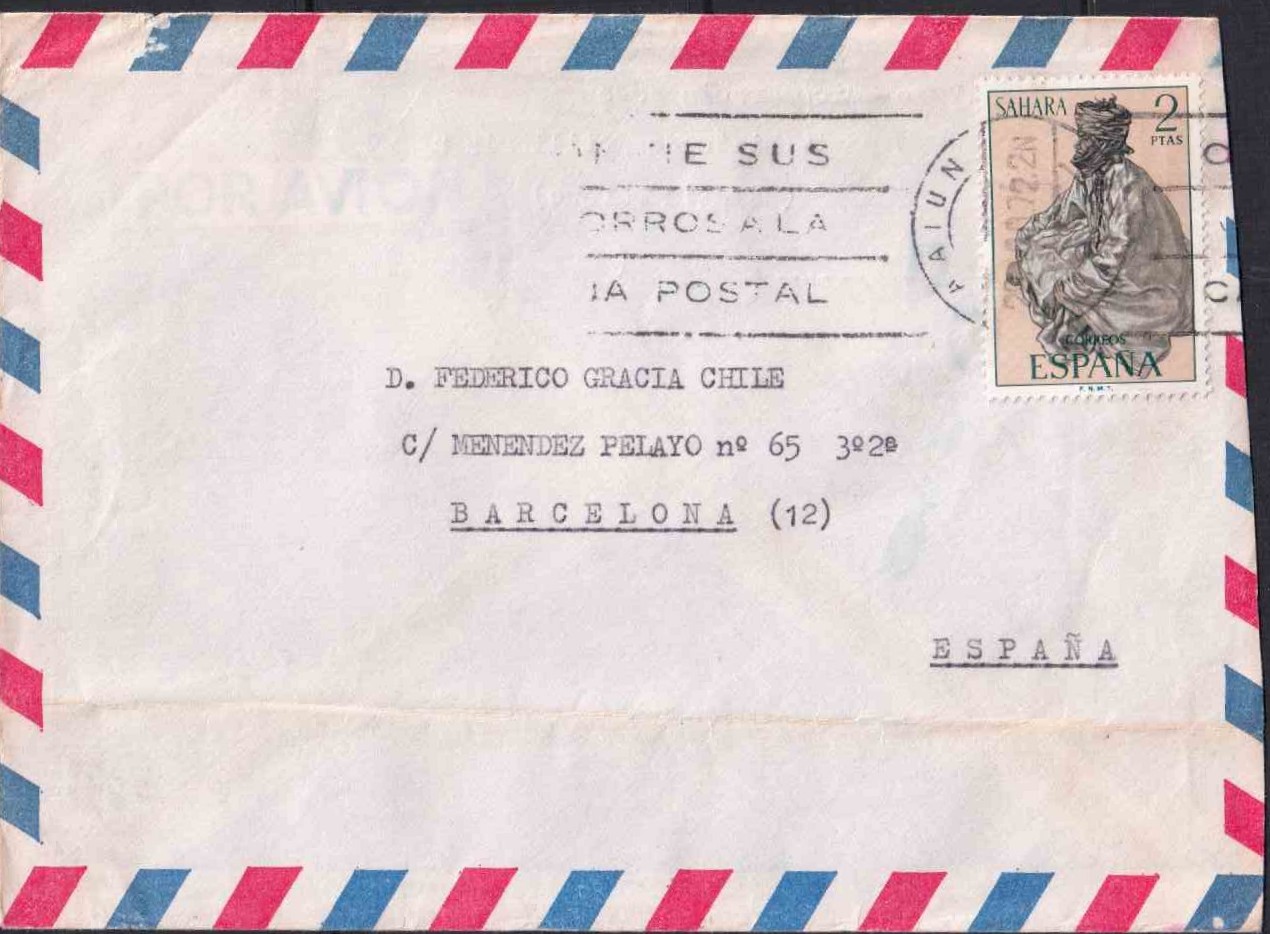 SAHARA 2
PTAS
CORREOS
ESPAÑA
F.N.M.T.
AAIUN
SUS
A LA
POSTAL
D. FEDERICO GRACIA CHILE
C/ MENENDEZ PELAYO nº 65 3º2ª
BARCELONA (12)
ESPAÑA